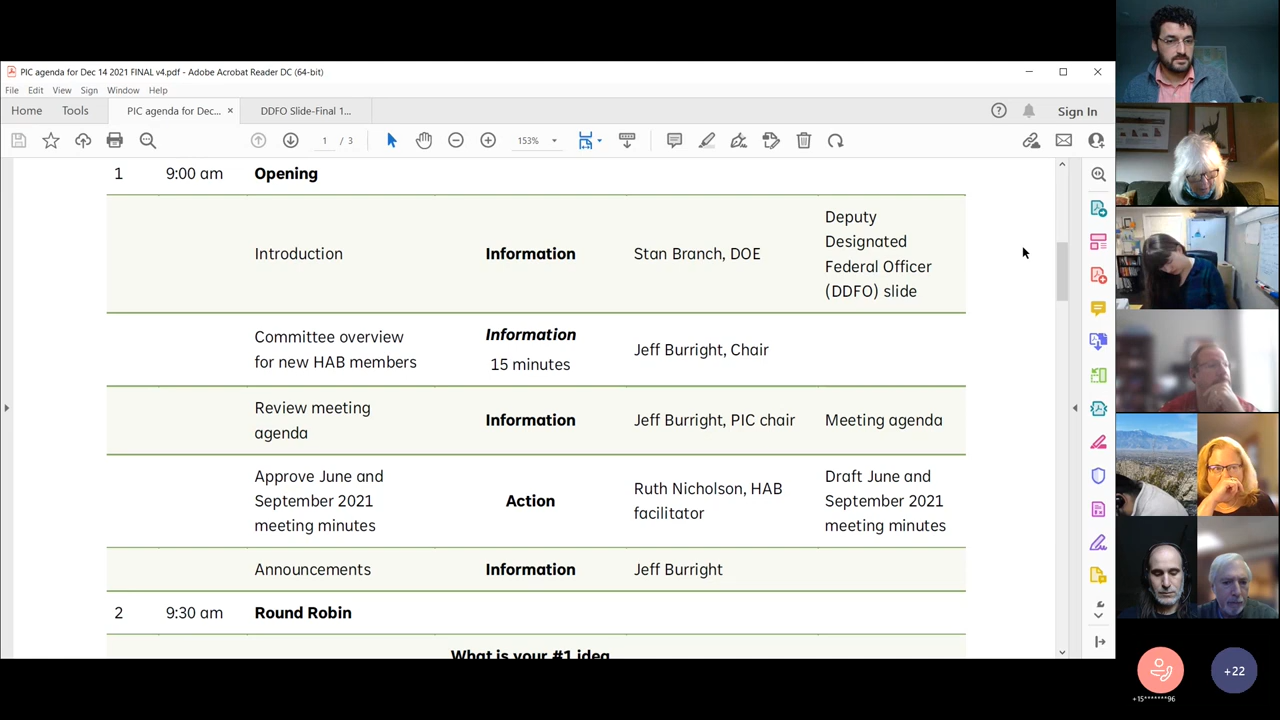 PIC agenda for Dec 14 2021 FINAL v4.pdf - Adobe Acrobat Reader DC (64-bit)
File Edit View Sign Window Help
Home Tools PIC agenda for Dec... × DDFO Slide-Final 1... Sign In
1 / 3 153%
1 9:00 am Opening
Introduction Information Stan Branch, DOE Deputy
Designated
Federal Officer
(DDFO) slide
Committee overview
for new HAB members
Information
15 minutes
Jeff Burright, Chair
Review meeting
agenda
Information
Jeff Burright, PIC chair
Meeting agenda
Approve June and
September 2021
meeting minutes
Action
Ruth Nicholson, HAB
facilitator
Draft June and
September 2021
meeting minutes
Announcements Information Jeff Burright
2 9:30 am Round Robin
What is your #1 idea
+22
+15*******96